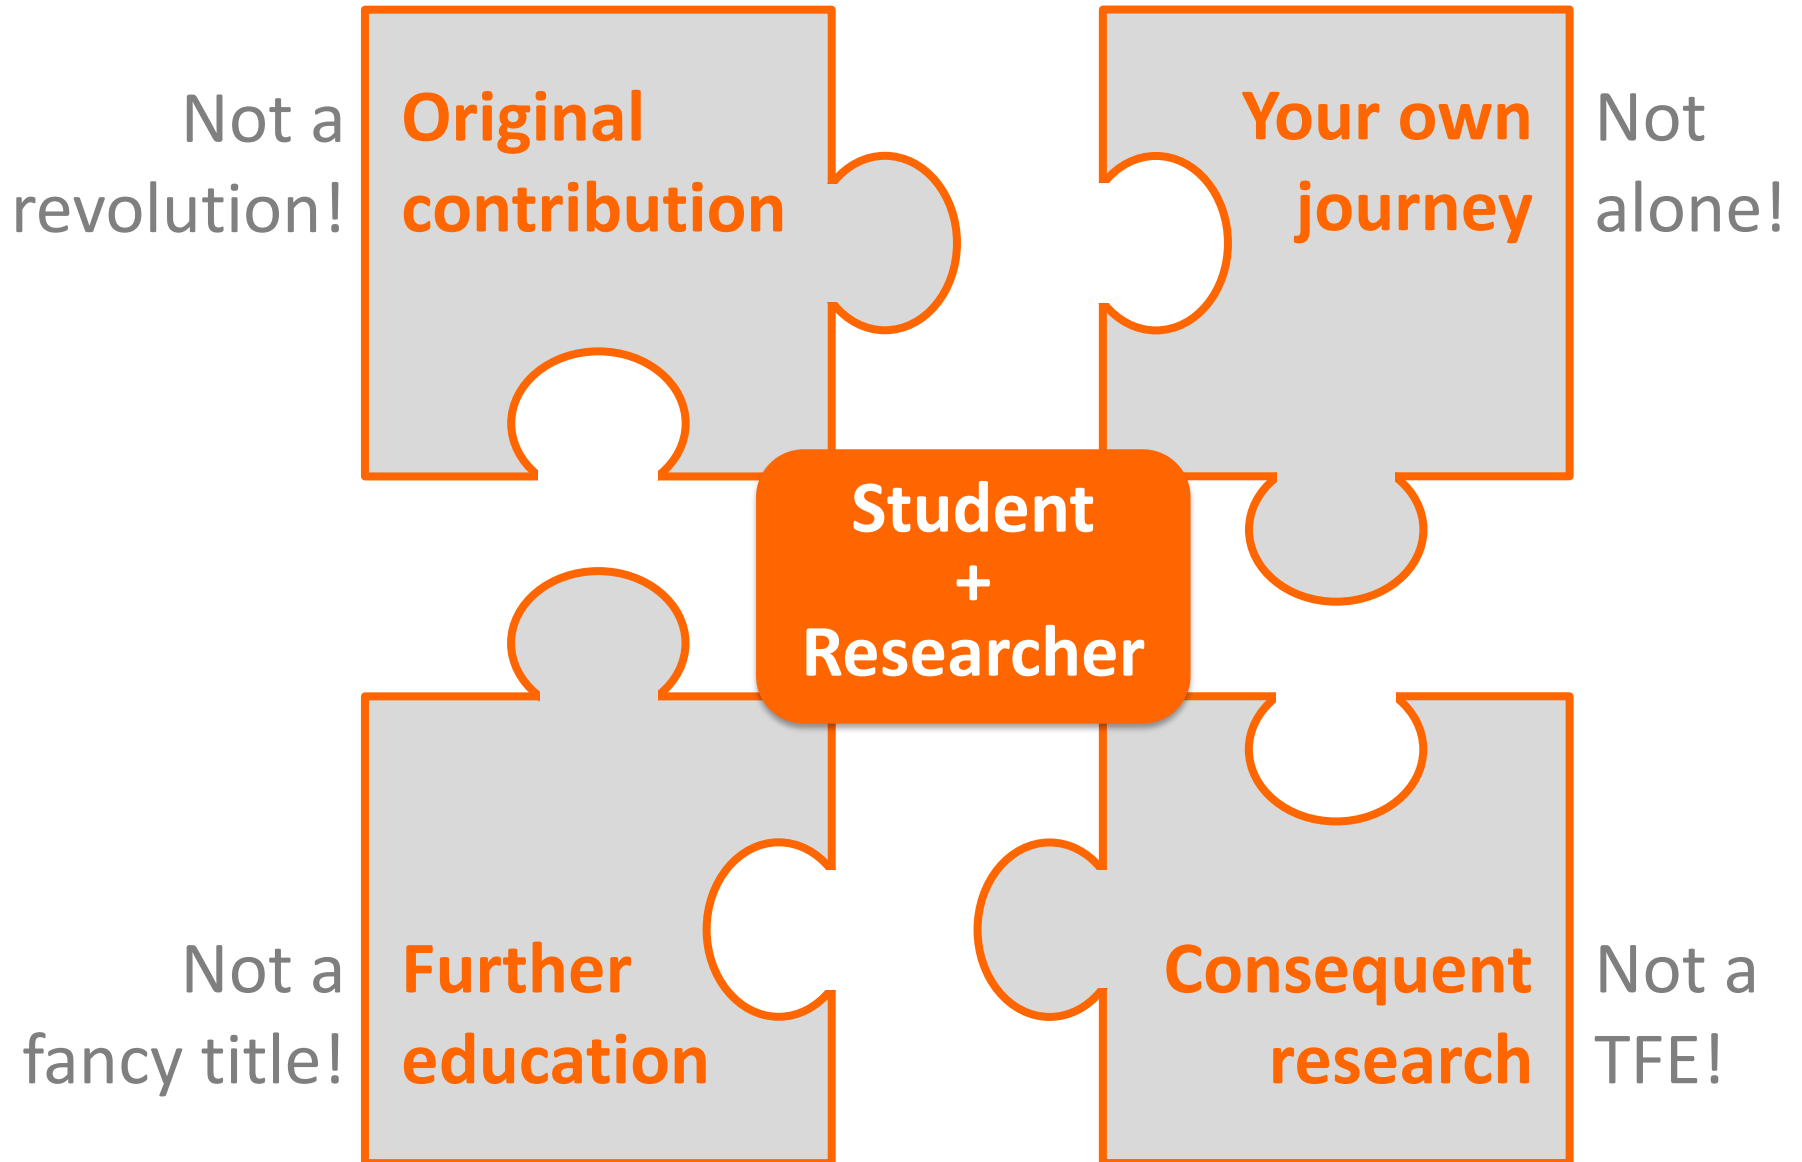 Not a
revolution!
Original
contribution
Your own
journey
Not
alone!
Student
+
Researcher
Not a
fancy title!
Further
education
Consequent
research
Not a
TFE!